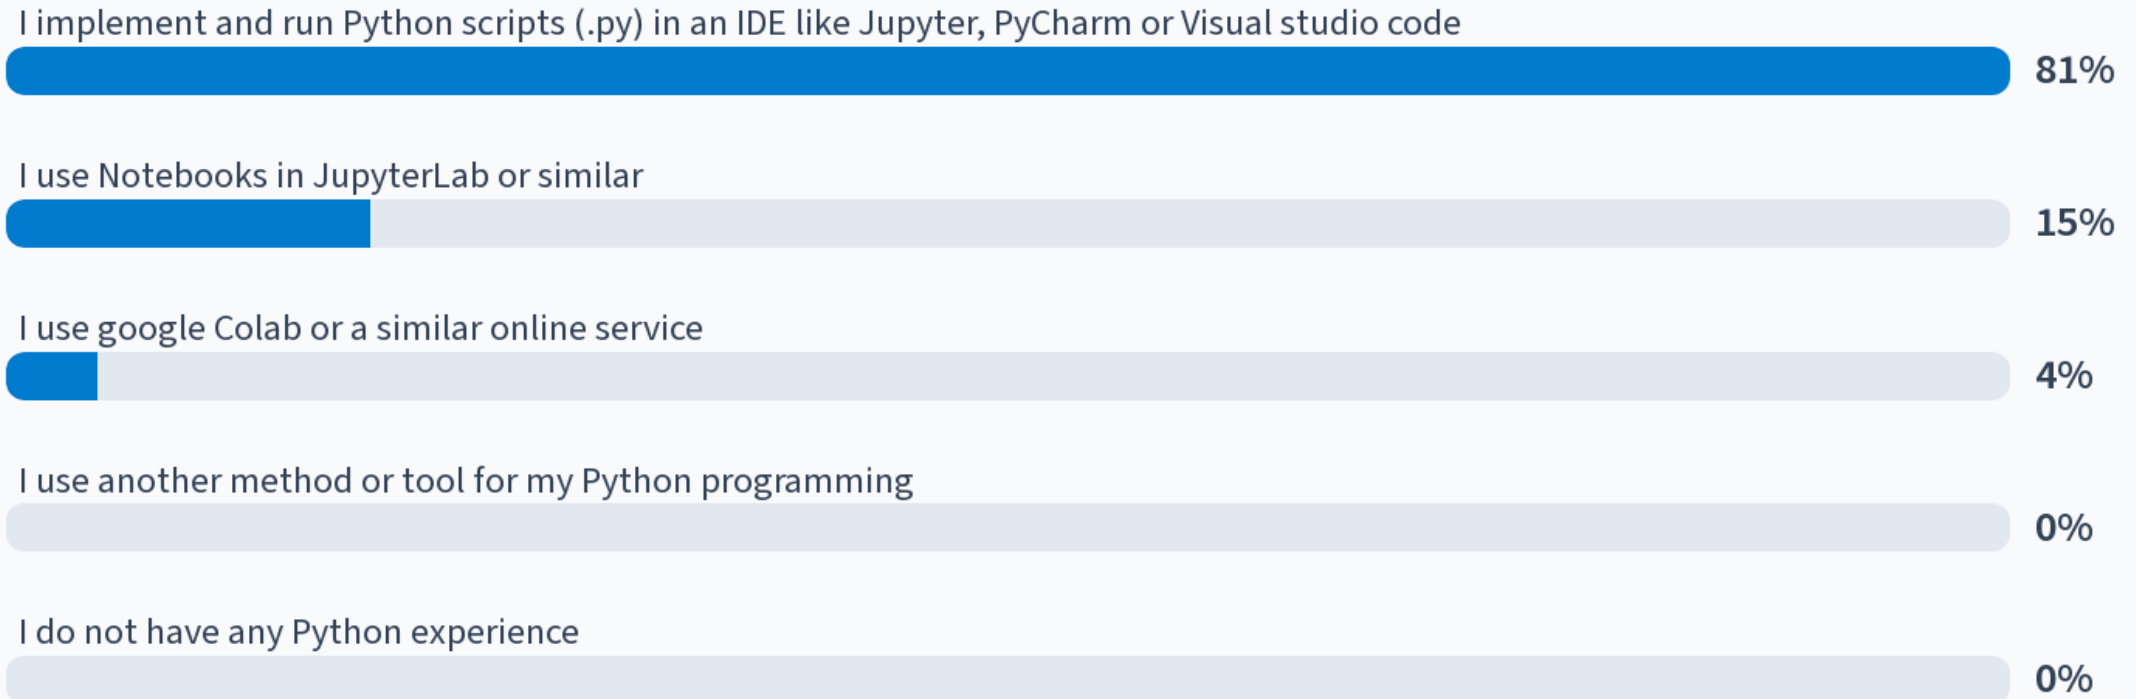 I implement and run Python scripts (.py) in an IDE like Jupyter, PyCharm or Visual studio code
81%
I use Notebooks in JupyterLab or similar
15%
I use google Colab or a similar online service
4%
I use another method or tool for my Python programming
0%
I do not have any Python experience
0%